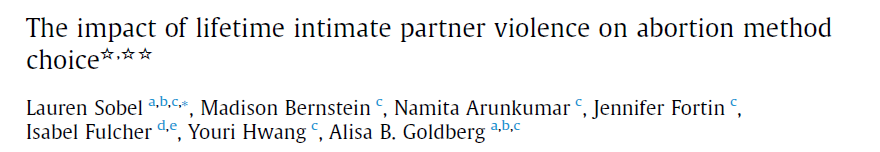 The impact of lifetime intimate partner violence on abortion method
choice☆,☆☆
Lauren Sobel a,b,c,*, Madison Bernstein c, Namita Arunkumar c, Jennifer Fortin c,
Isabel Fulcher d,e, Youri Hwang c, Alisa B. Goldberg a,b,c